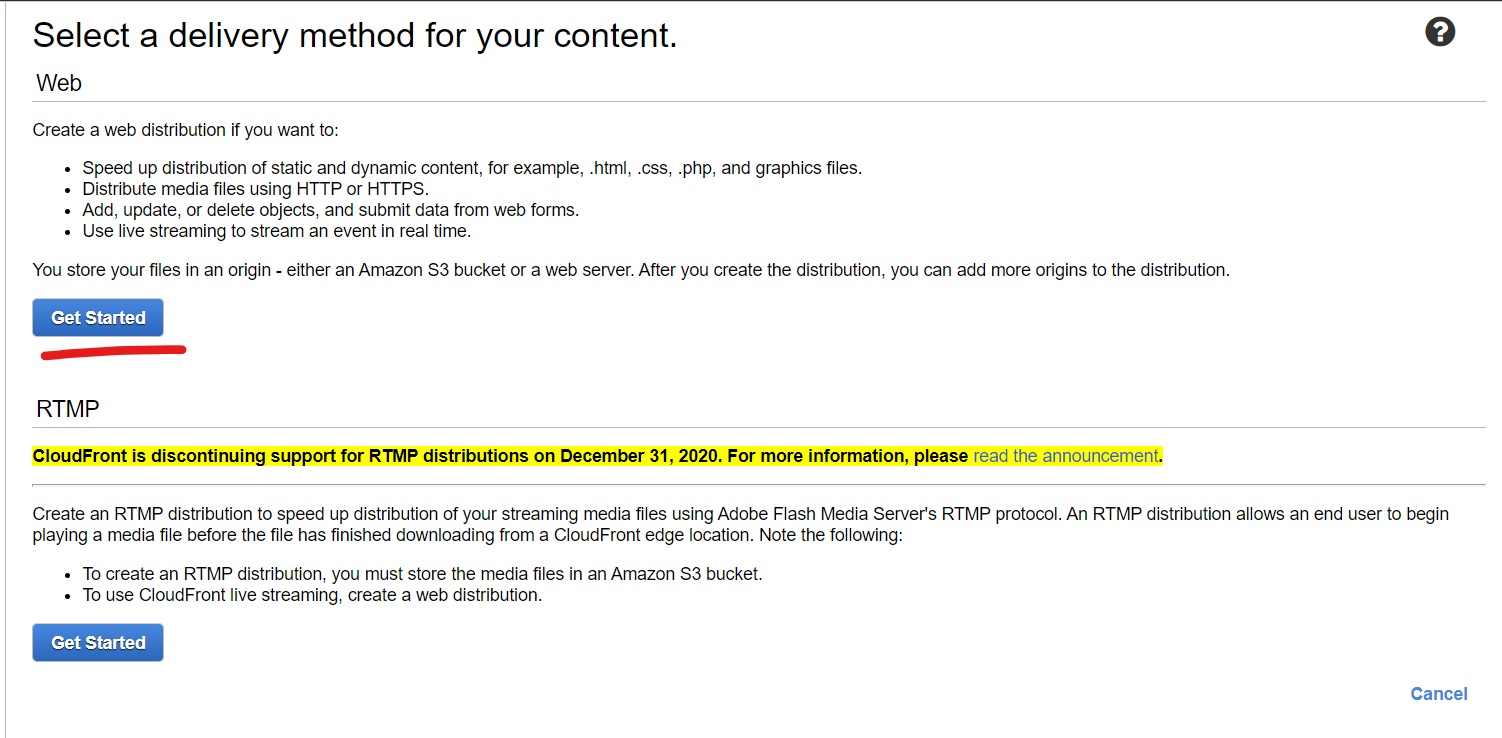 Select a delivery method for your content.
?
Web
Create a web distribution if you want to:
• Speed up distribution of static and dynamic content, for example, .html, .css, .php, and graphics files.
• Distribute media files using HTTP or HTTPS.
• Add, update, or delete objects, and submit data from web forms.
• Use live streaming to stream an event in real time.
You store your files in an origin - either an Amazon S3 bucket or a web server. After you create the distribution, you can add more origins to the distribution.
Get Started
RTMP
CloudFront is discontinuing support for RTMP distributions on December 31, 2020. For more information, please read the announcement.
Create an RTMP distribution to speed up distribution of your streaming media files using Adobe Flash Media Server's RTMP protocol. An RTMP distribution allows an end user to begin
playing a media file before the file has finished downloading from a CloudFront edge location. Note the following:
• To create an RTMP distribution, you must store the media files in an Amazon S3 bucket.
• To use CloudFront live streaming, create a web distribution.
Get Started
Cancel